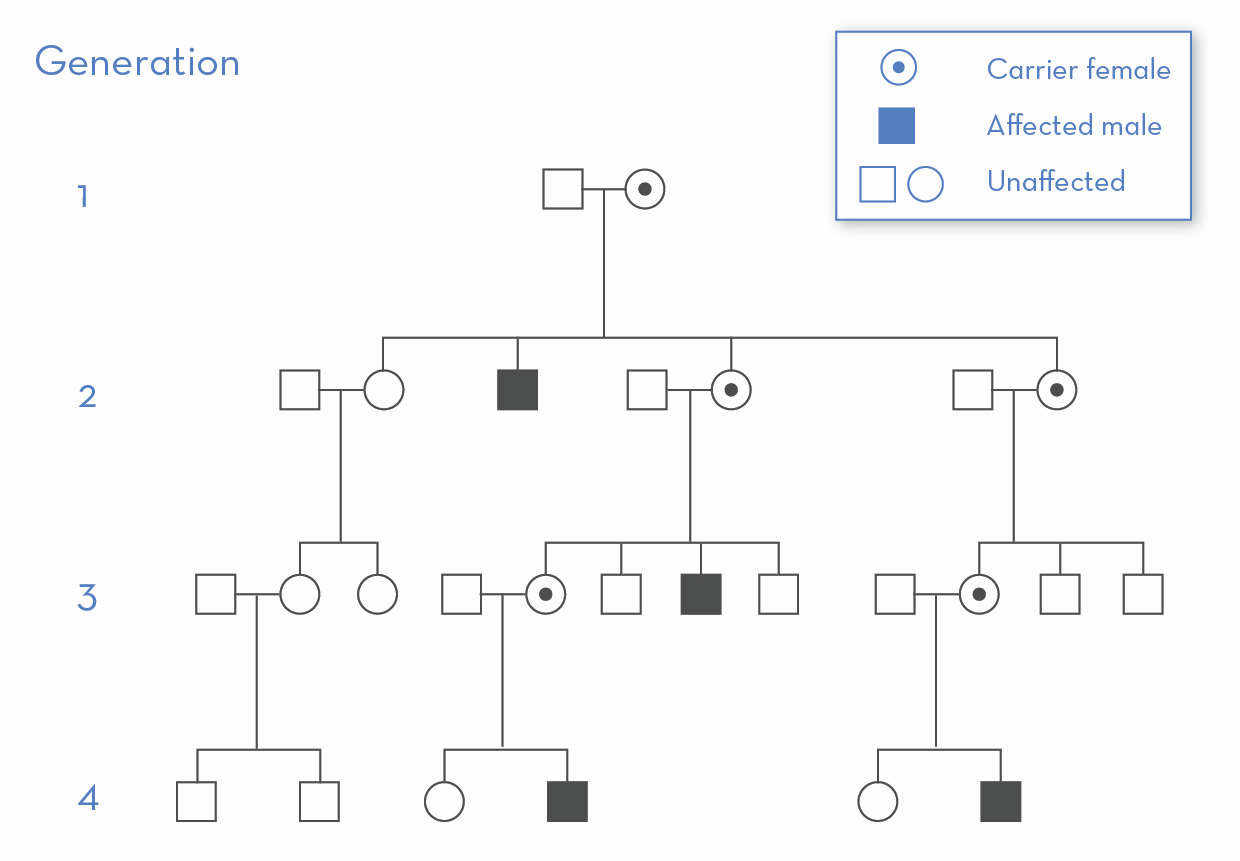 Generation
Carrier female
Affected male
Unaffected
1
2
3
4